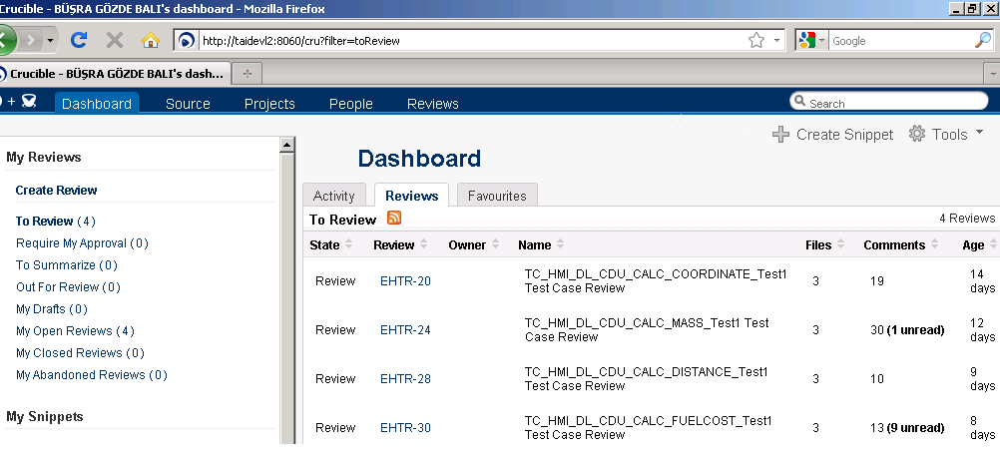 Crucible - BÜŞRA GÖZDE BALI's dashboard - Mozilla Firefox
http://taidevl2:8060/cru?filter=toReview
Google
Crucible - BÜŞRA GÖZDE BALI's dash...
Dashboard Source Projects People Reviews Search
Create Snippet Tools
My Reviews
Create Review
To Review (4)
Require My Approval (0)
To Summarize (0)
Out For Review (0)
My Drafts (0)
My Open Reviews (4)
My Closed Reviews (0)
My Abandoned Reviews (0)
My Snippets
Dashboard
Activity Reviews Favourites
To Review 4 Reviews
State Review Owner Name Files Comments Age
Review EHTR-20 TC_HMI_DL_CDU_CALC_COORDINATE_Test1 3 19 14
Test Case Review days
Review EHTR-24 TC_HMI_DL_CDU_CALC_MASS_Test1 Test 3 30 (1 unread) 12
Case Review days
Review EHTR-28 TC_HMI_DL_CDU_CALC_DISTANCE_Test1 3 10 9
Test Case Review days
Review EHTR-30 TC_HMI_DL_CDU_CALC_FUELCOST_Test1 3 13 (9 unread) 8
Test Case Review days